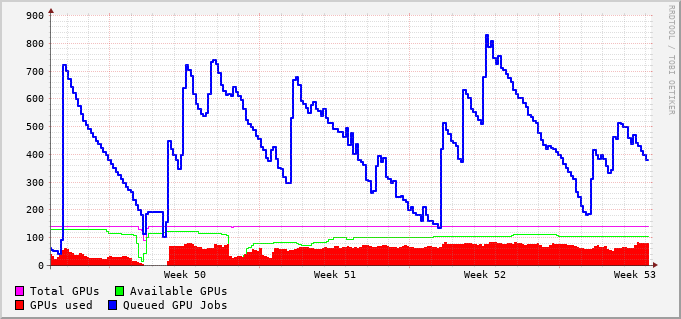 900
800
700
600
500
400
300
200
100
0
Week 50 Week 51 Week 52 Week 53
Total GPUs Available GPUs
GPUs used Queued GPU Jobs
RRDTOOL / TOBI OETIKER